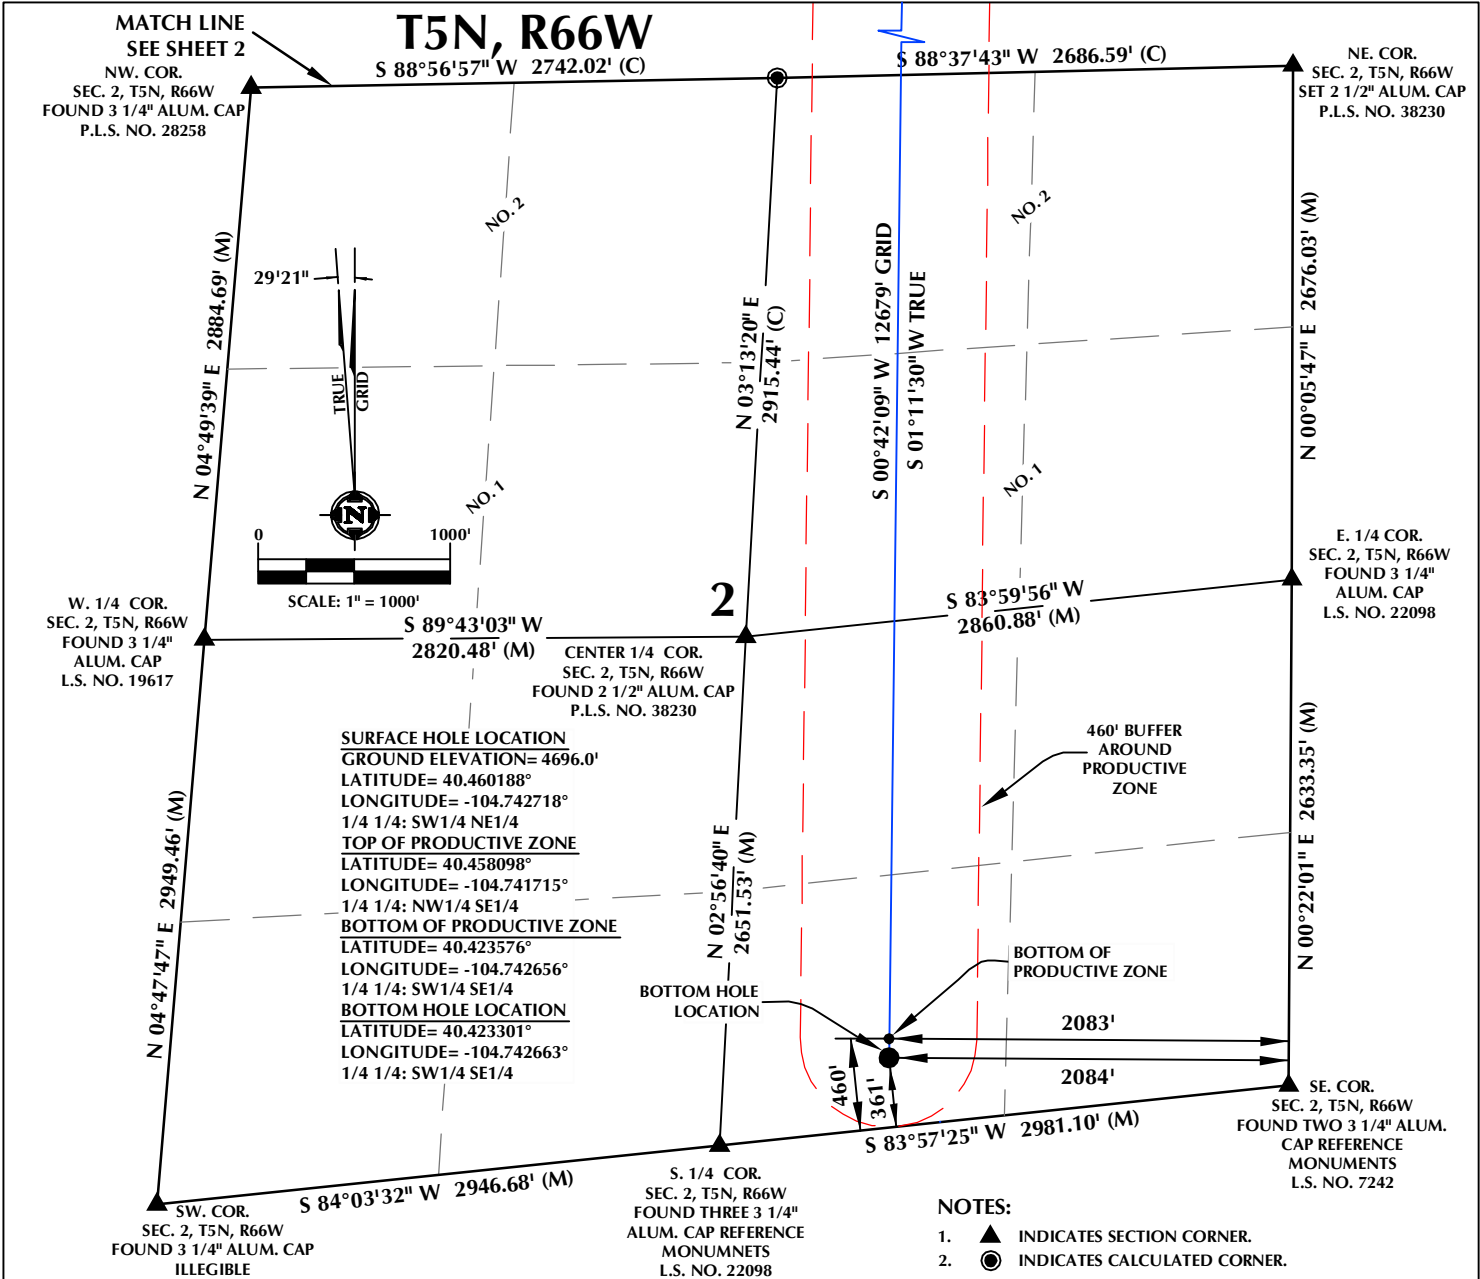 MATCH LINE
SEE SHEET 2
T5N, R66W
NW. COR.
SEC. 2, T5N, R66W
FOUND 3 1/4" ALUM. CAP
P.L.S. NO. 28258
S 88°56'57" W 2742.02' (C)
S 88°37'43" W 2686.59' (C)
NE. COR.
SEC. 2, T5N, R66W
SET 2 1/2" ALUM. CAP
P.L.S. NO. 38230
NO. 2
NO. 2
N 04°49'39" E 2884.69' (M)
29'21"
TRUE
GRID
N
N 03°13'20" E
2915.44' (C)
S 00°42'09" W 12679' GRID
S 01°11'30" W TRUE
N 00°05'47" E 2676.03' (M)
NO. 1
NO. 1
0 1000'
SCALE: 1" = 1000'
W. 1/4 COR.
SEC. 2, T5N, R66W
FOUND 3 1/4"
ALUM. CAP
L.S. NO. 19617
S 89°43'03" W
2820.48' (M)
2
CENTER 1/4 COR.
SEC. 2, T5N, R66W
FOUND 2 1/2" ALUM. CAP
P.L.S. NO. 38230
S 83°59'56" W
2860.88' (M)
E. 1/4 COR.
SEC. 2, T5N, R66W
FOUND 3 1/4"
ALUM. CAP
L.S. NO. 22098
SURFACE HOLE LOCATION
GROUND ELEVATION= 4696.0'
LATITUDE= 40.460188°
LONGITUDE= -104.742718°
1/4 1/4: SW1/4 NE1/4
TOP OF PRODUCTIVE ZONE
LATITUDE= 40.458098°
LONGITUDE= -104.741715°
1/4 1/4: NW1/4 SE1/4
BOTTOM OF PRODUCTIVE ZONE
LATITUDE= 40.423576°
LONGITUDE= -104.742656°
1/4 1/4: SW1/4 SE1/4
BOTTOM HOLE LOCATION
LATITUDE= 40.423301°
LONGITUDE= -104.742663°
1/4 1/4: SW1/4 SE1/4
N 04°47'47" E 2949.46' (M)
N 02°56'40" E
2651.53' (M)
460' BUFFER
AROUND
PRODUCTIVE
ZONE
N 00°22'01" E 2633.35' (M)
BOTTOM HOLE
LOCATION
BOTTOM OF
PRODUCTIVE ZONE
2083'
2084'
460'
361'
S 83°57'25" W 2981.10' (M)
SE. COR.
SEC. 2, T5N, R66W
FOUND TWO 3 1/4" ALUM.
CAP REFERENCE
MONUMENTS
L.S. NO. 7242
S 84°03'32" W 2946.68' (M)
SW. COR.
SEC. 2, T5N, R66W
FOUND 3 1/4" ALUM. CAP
ILLEGIBLE
S. 1/4 COR.
SEC. 2, T5N, R66W
FOUND THREE 3 1/4"
ALUM. CAP REFERENCE
MONUMNETS
L.S. NO. 22098
NOTES:
1. INDICATES SECTION CORNER.
2. INDICATES CALCULATED CORNER.